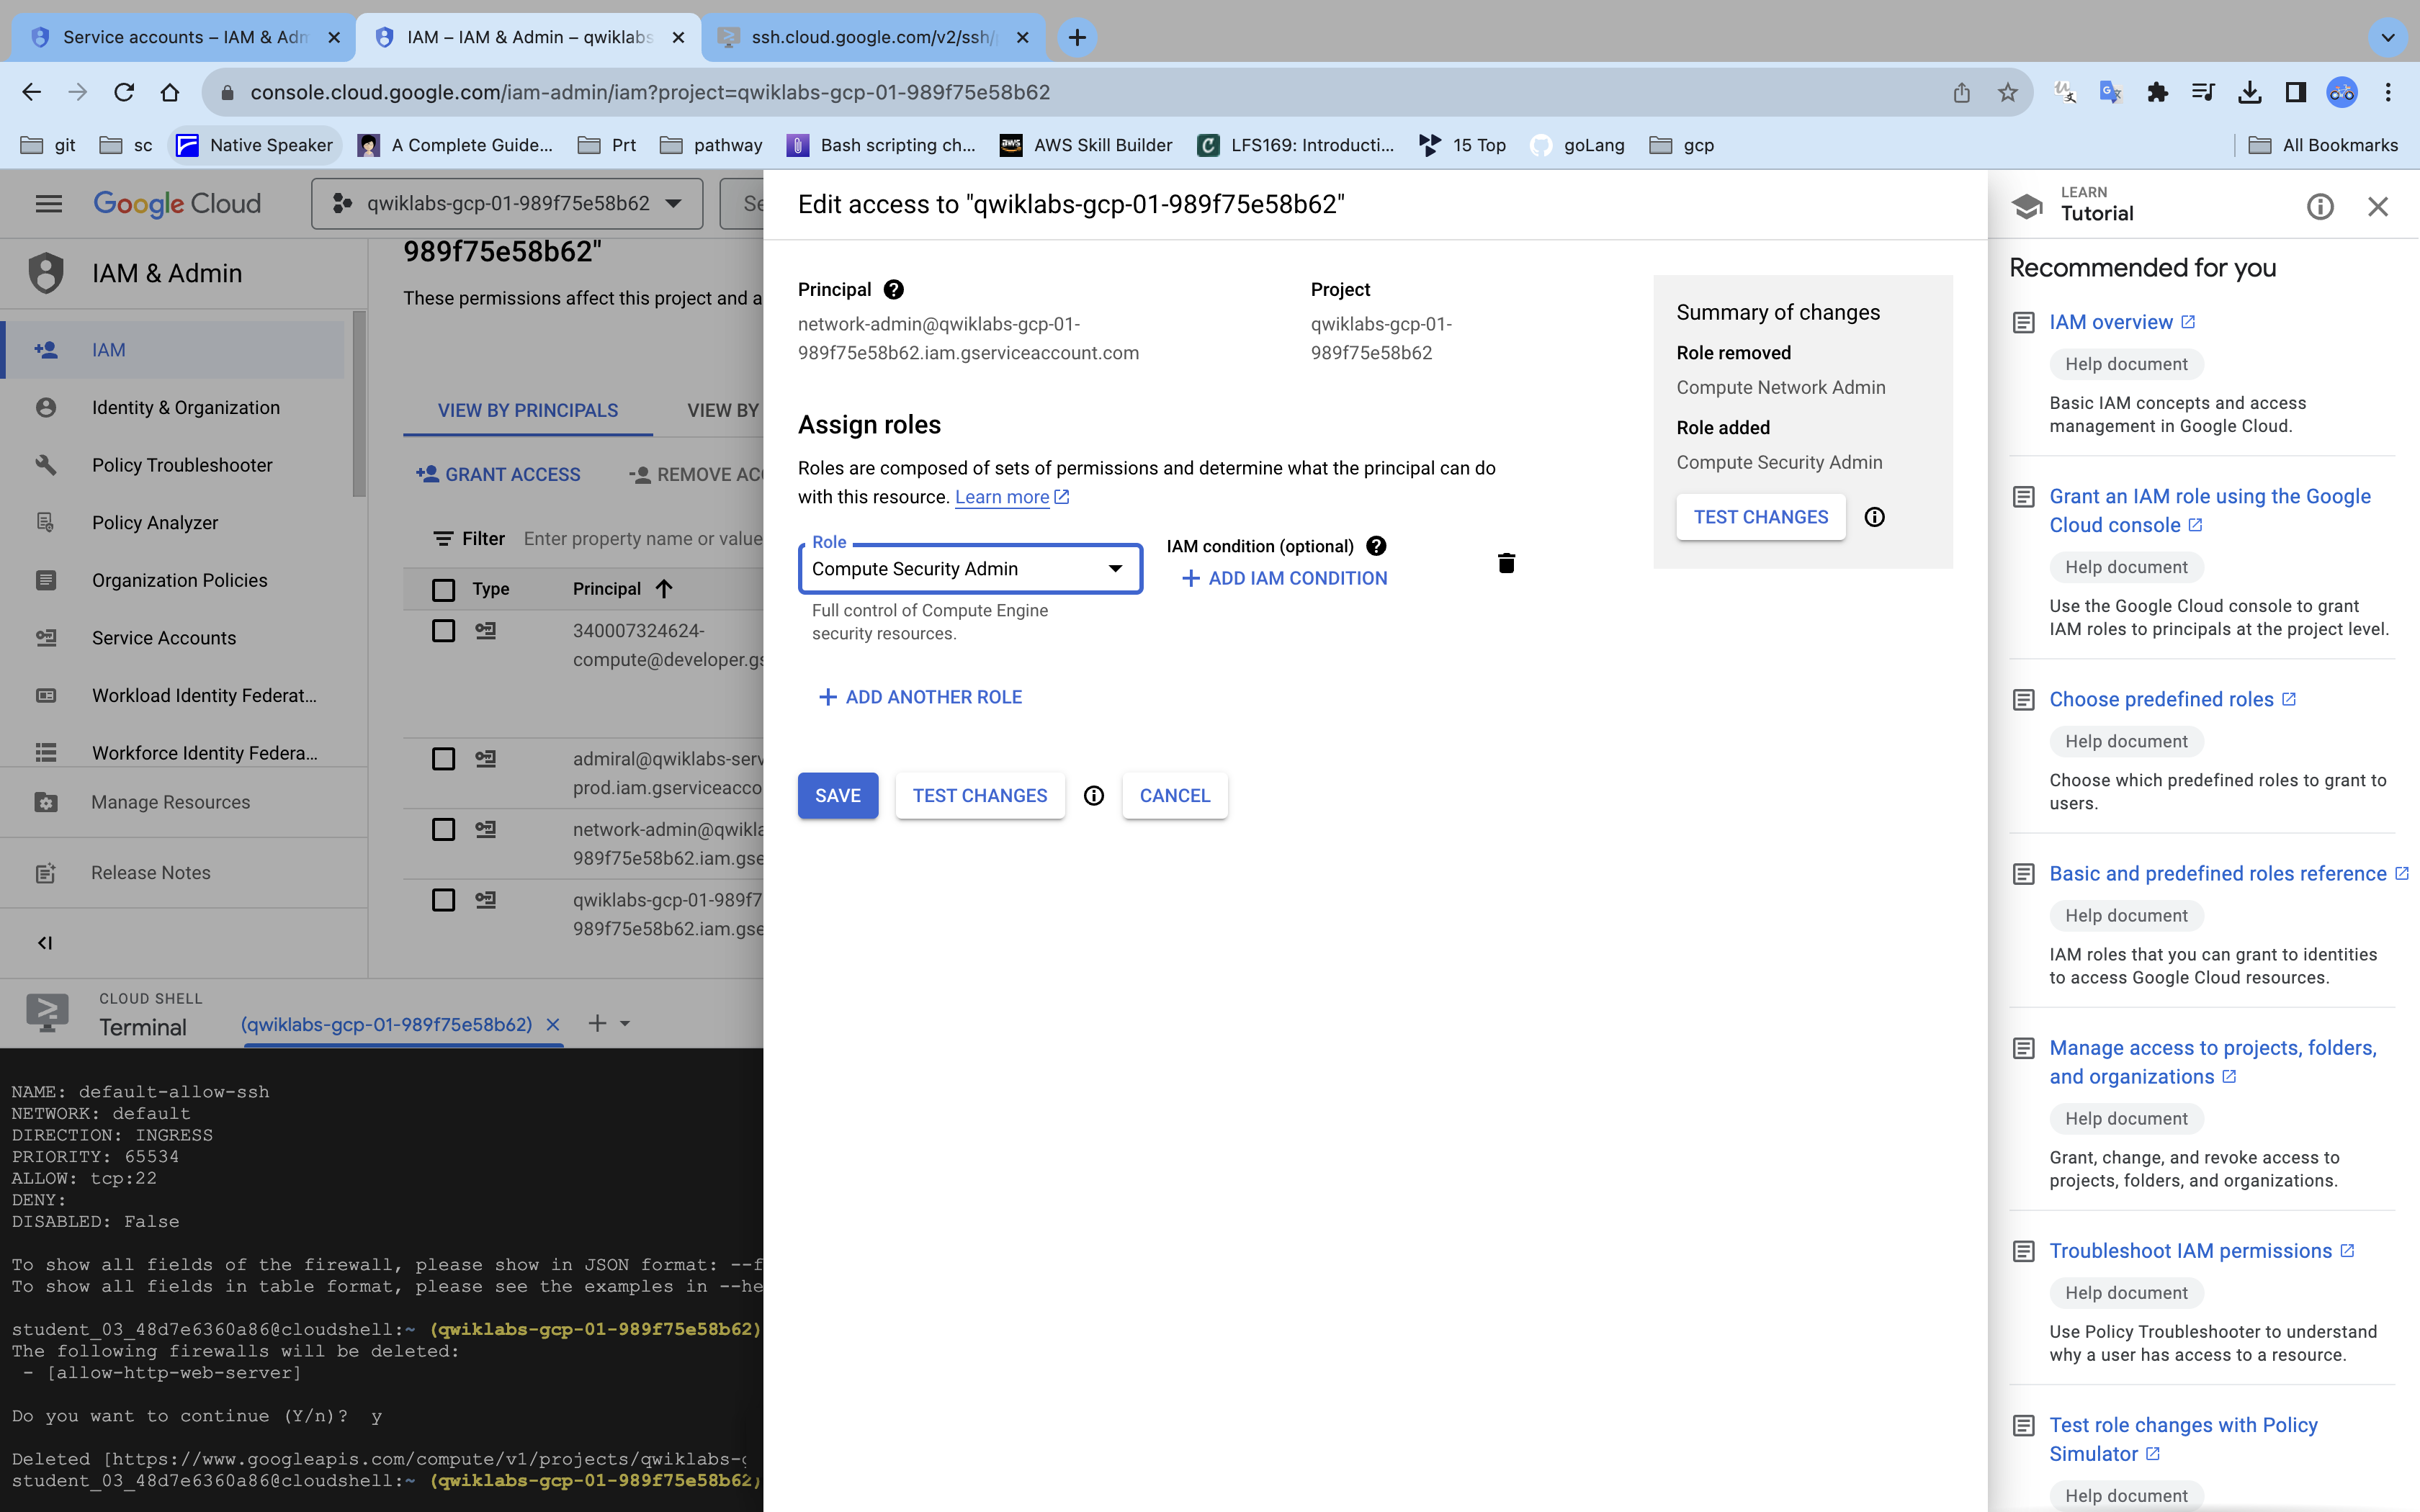 Service accounts – IAM & Adm
IAM – IAM & Admin – qwiklabs
ssh.cloud.google.com/v2/ssh/
console.cloud.google.com/iam-admin/iam?project=qwiklabs-gcp-01-989f75e58b62
git
sc
Native Speaker
A Complete Guide...
Prt
pathway
Bash scripting ch...
AWS Skill Builder
LFS169: Introducti...
15 Top
goLang
gcp
All Bookmarks
Google Cloud
qwiklabs-gcp-01-989f75e58b62
Se
IAM & Admin
IAM
Identity & Organization
Policy Troubleshooter
Policy Analyzer
Organization Policies
Service Accounts
Workload Identity Federat...
Workforce Identity Federa...
Manage Resources
Release Notes
989f75e58b62"
These permissions affect this project and a
VIEW BY PRINCIPALS
VIEW BY
GRANT ACCESS
REMOVE ACC
Filter
Enter property name or value
Type
Principal
340007324624-
compute@developer.gs
admiral@qwiklabs-serv
prod.iam.gserviceacco
network-admin@qwikla
989f75e58b62.iam.gse
qwiklabs-gcp-01-989f7
989f75e58b62.iam.gse
CLOUD SHELL
Terminal
(qwiklabs-gcp-01-989f75e58b62)
NAME: default-allow-ssh
NETWORK: default
DIRECTION: INGRESS
PRIORITY: 65534
ALLOW: tcp:22
DENY:
DISABLED: False
To show all fields of the firewall, please show in JSON format: --f
To show all fields in table format, please see the examples in --he
student_03_48d7e6360a86@cloudshell:~ (qwiklabs-gcp-01-989f75e58b62)
The following firewalls will be deleted:
- [allow-http-web-server]
Do you want to continue (Y/n)? y
Deleted [https://www.googleapis.com/compute/v1/projects/qwiklabs-g
student_03_48d7e6360a86@cloudshell:~ (qwiklabs-gcp-01-989f75e58b62)
Edit access to "qwiklabs-gcp-01-989f75e58b62"
Principal
network-admin@qwiklabs-gcp-01-
989f75e58b62.iam.gserviceaccount.com
Project
qwiklabs-gcp-01-
989f75e58b62
Assign roles
Roles are composed of sets of permissions and determine what the principal can do
with this resource. Learn more
Role
Compute Security Admin
Full control of Compute Engine
security resources.
IAM condition (optional)
ADD IAM CONDITION
ADD ANOTHER ROLE
SAVE
TEST CHANGES
CANCEL
Summary of changes
Role removed
Compute Network Admin
Role added
Compute Security Admin
TEST CHANGES
LEARN
Tutorial
Recommended for you
IAM overview
Help document
Basic IAM concepts and access
management in Google Cloud.
Grant an IAM role using the Google
Cloud console
Help document
Use the Google Cloud console to grant
IAM roles to principals at the project level.
Choose predefined roles
Help document
Choose which predefined roles to grant to
users.
Basic and predefined roles reference
Help document
IAM roles that you can grant to identities
to access Google Cloud resources.
Manage access to projects, folders,
and organizations
Help document
Grant, change, and revoke access to
projects, folders, and organizations.
Troubleshoot IAM permissions
Help document
Use Policy Troubleshooter to understand
why a user has access to a resource.
Test role changes with Policy
Simulator
Help document